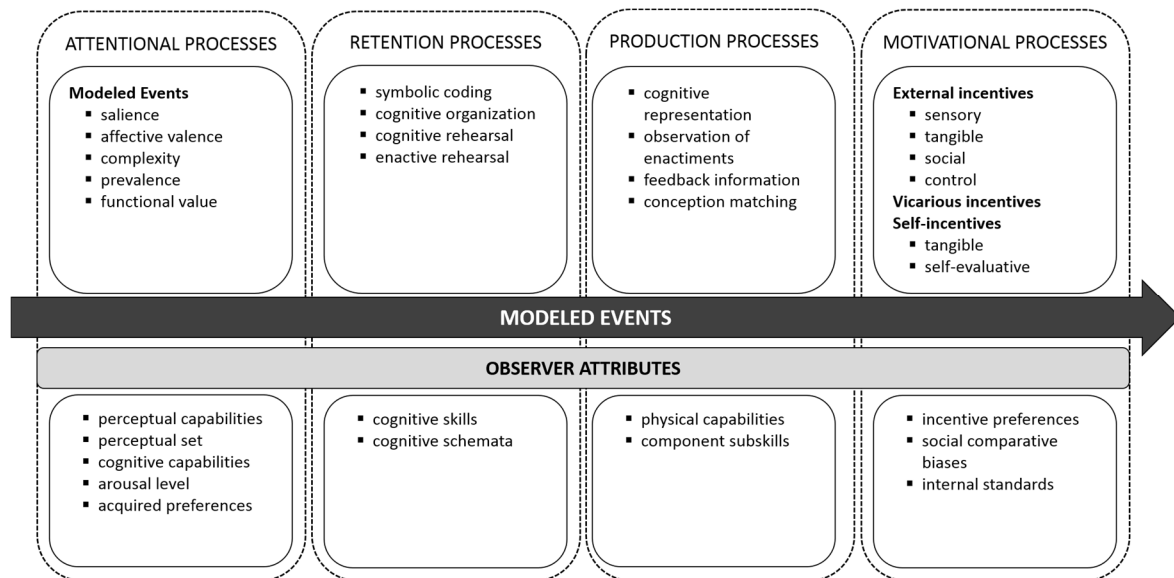 ATTENTIONAL PROCESSES
Modeled Events
▪ salience
▪ affective valence
▪ complexity
▪ prevalence
▪ functional value
RETENTION PROCESSES
▪ symbolic coding
▪ cognitive organization
▪ cognitive rehearsal
▪ enactive rehearsal
PRODUCTION PROCESSES
▪ cognitive
representation
▪ observation of
enactiments
▪ feedback information
▪ conception matching
MOTIVATIONAL PROCESSES
External incentives
▪ sensory
▪ tangible
▪ social
▪ control
Vicarious incentives
Self-incentives
▪ tangible
▪ self-evaluative
MODELED EVENTS
OBSERVER ATTRIBUTES
▪ perceptual capabilities
▪ perceptual set
▪ cognitive capabilities
▪ arousal level
▪ acquired preferences
▪ cognitive skills
▪ cognitive schemata
▪ physical capabilities
▪ component subskills
▪ incentive preferences
▪ social comparative
biases
▪ internal standards